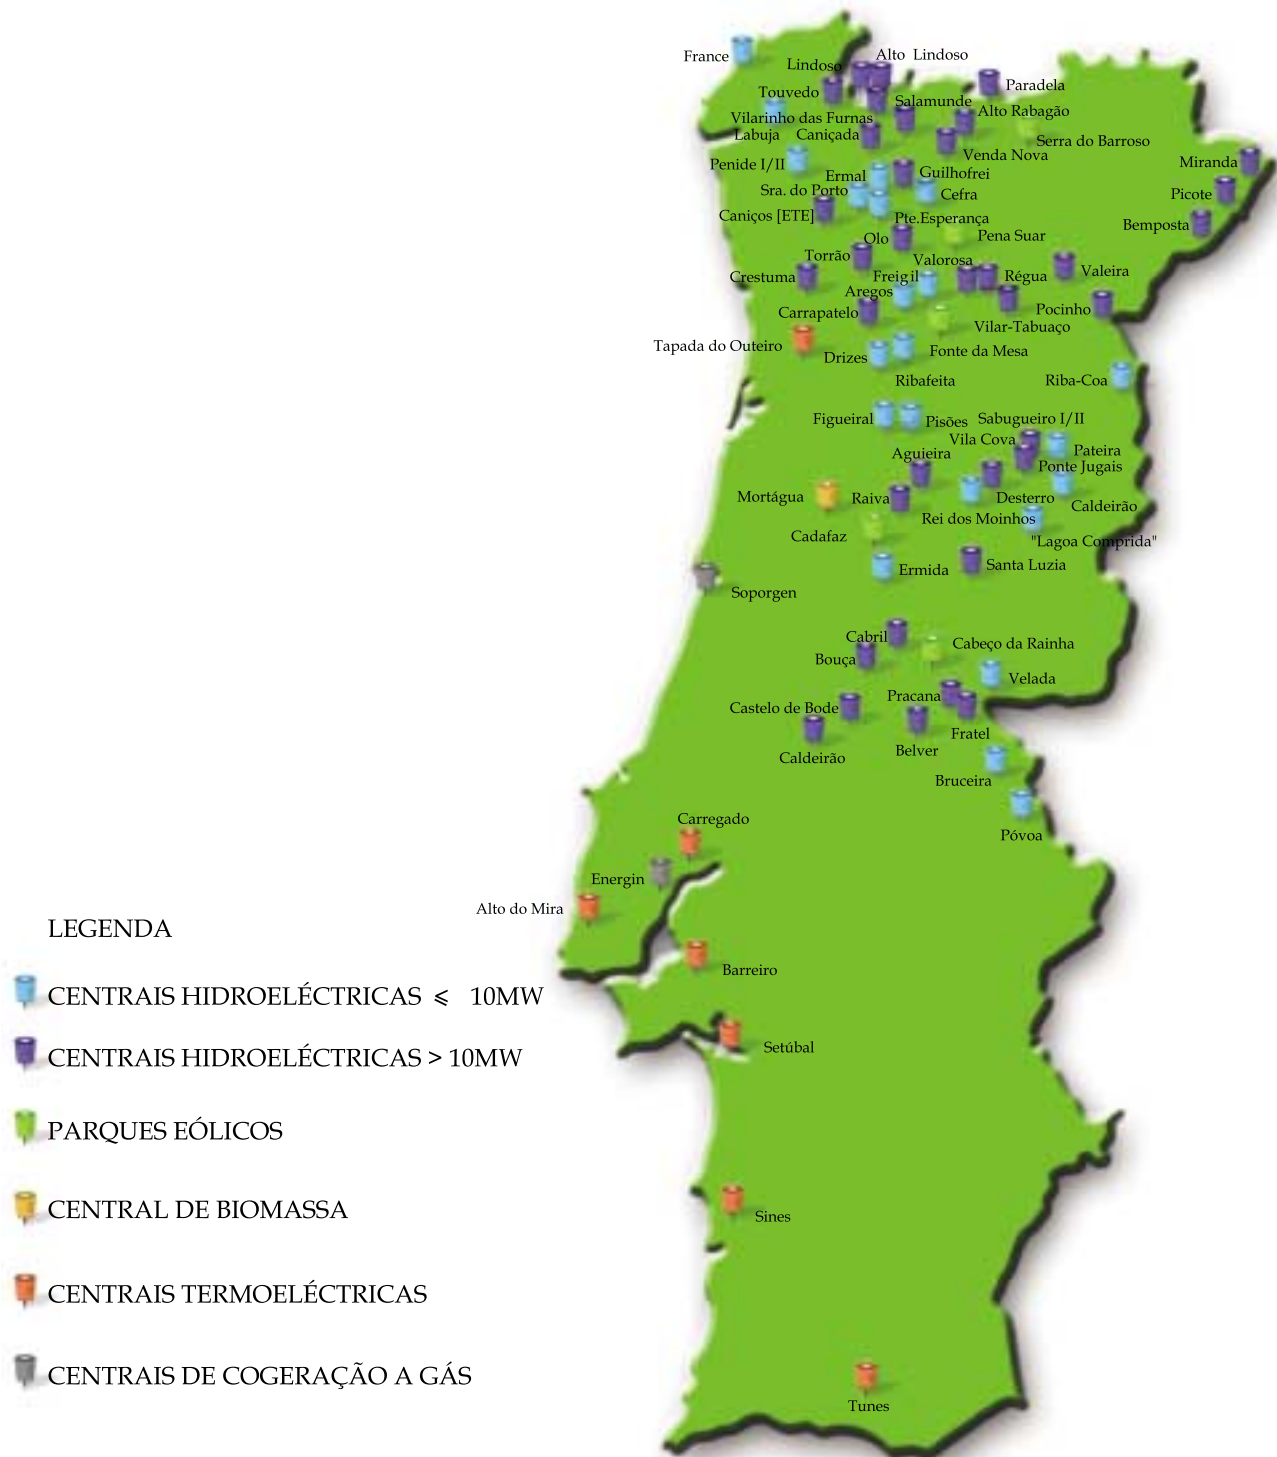 France
Alto Lindoso
Lindoso
Paradela
Touvedo
Salamunde
Alto Rabagão
Vilarinho das Furnas
Labuja
Caniçada
Serra do Barroso
Venda Nova
Penide I/II
Miranda
Ermal
Guilhofrei
Sra. do Porto
Cefra
Picote
Caniços [ETE]
Pte.Esperança
Bemposta
Olo
Pena Suar
Torrão
Valorosa
Crestuma
Freigil
Régua
Valeira
Aregos
Carrapatelo
Pocinho
Vilar-Tabuaço
Tapada do Outeiro
Drizes
Fonte da Mesa
Ribafeita
Riba-Coa
Figueiral
Pisões
Sabugueiro I/II
Vila Cova
Aguieira
Pateira
Ponte Jugais
Mortágua
Raiva
Desterro
Caldeirão
Rei dos Moinhos
Cadafaz
"Lagoa Comprida"
Ermida
Santa Luzia
Soporgen
Cabril
Cabeço da Rainha
Bouça
Velada
Pracana
Castelo de Bode
Fratel
Belver
Caldeirão
Bruceira
Póvoa
Carregado
Energin
Alto do Mira
Barreiro
Setúbal
Sines
Tunes
LEGENDA
CENTRAIS HIDROELÉCTRICAS ⩽ 10MW
CENTRAIS HIDROELÉCTRICAS > 10MW
PARQUES EÓLICOS
CENTRAL DE BIOMASSA
CENTRAIS TERMOELÉCTRICAS
CENTRAIS DE COGERAÇÃO A GÁS